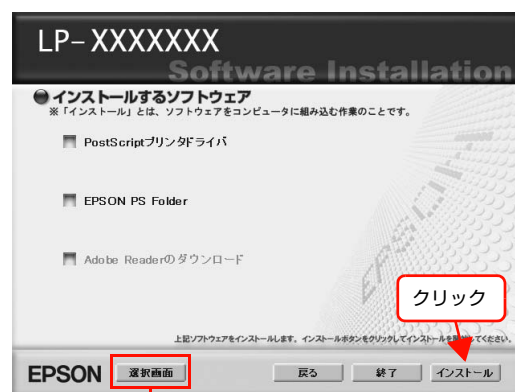 LP-XXXXXXX
Software Installation
インストールするソフトウェア
※「インストール」とは、ソフトウェアをコンピュータに組み込む作業のことです。
PostScriptプリンタドライバ
EPSON PS Folder
Adobe Readerのダウンロード
EPSON
クリック
上記ソフトウェアをインストールします。インストールボタンをクリックしてインストールを てください。
EPSON 選択画面 戻る 終了 インストール